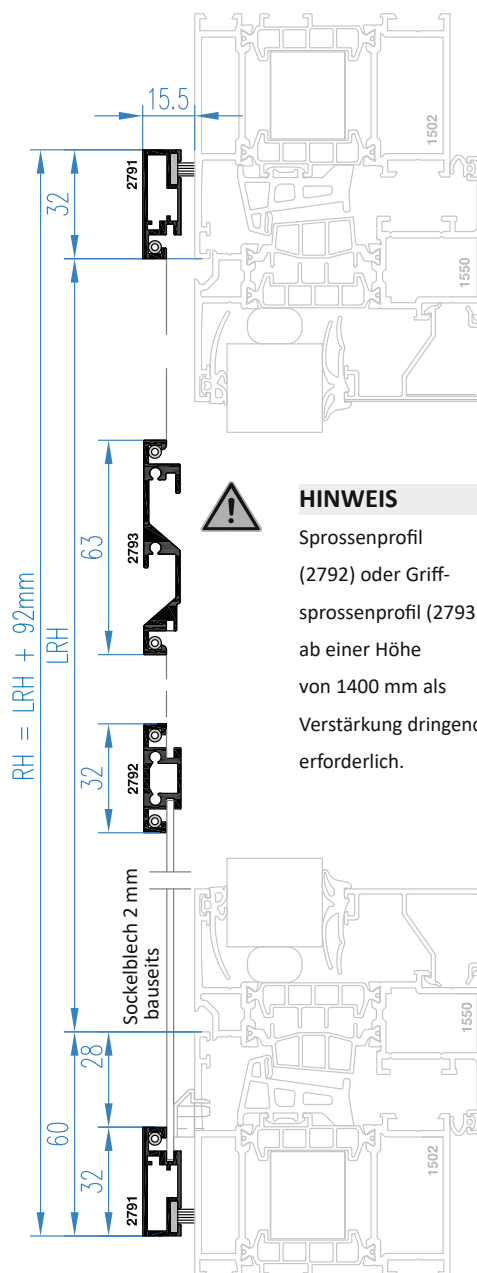 15.5
1502
2791
32
1550
63
2793
HINWEIS
Sprossenprofil
(2792) oder Griff-
sprossenprofil (2793
ab einer Höhe
von 1400 mm als
Verstärkung dringend
erforderlich.
RH = LRH + 92mm
LRH
32
2792
Sockelblech 2 mm
bauseits
1550
28
60
32
2791
1502